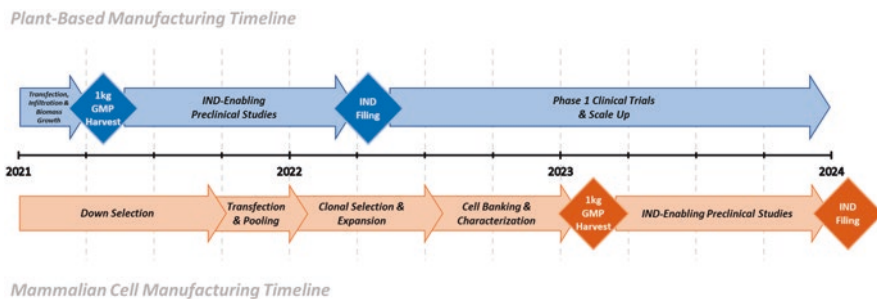 Plant-Based Manufacturing Timeline
Transfection,
Infiltration &
Biomass
Growth
1kg
GMP
Harvest
IND-Enabling
Preclinical Studies
IND
Filing
Phase 1 Clinical Trials
& Scale Up
2021
2022
2023
2024
Down Selection
Transfection
& Pooling
Clonal Selection &
Expansion
Cell Banking &
Characterization
1kg
GMP
Harvest
IND-Enabling Preclinical Studies
IND
Filing
Mammalian Cell Manufacturing Timeline